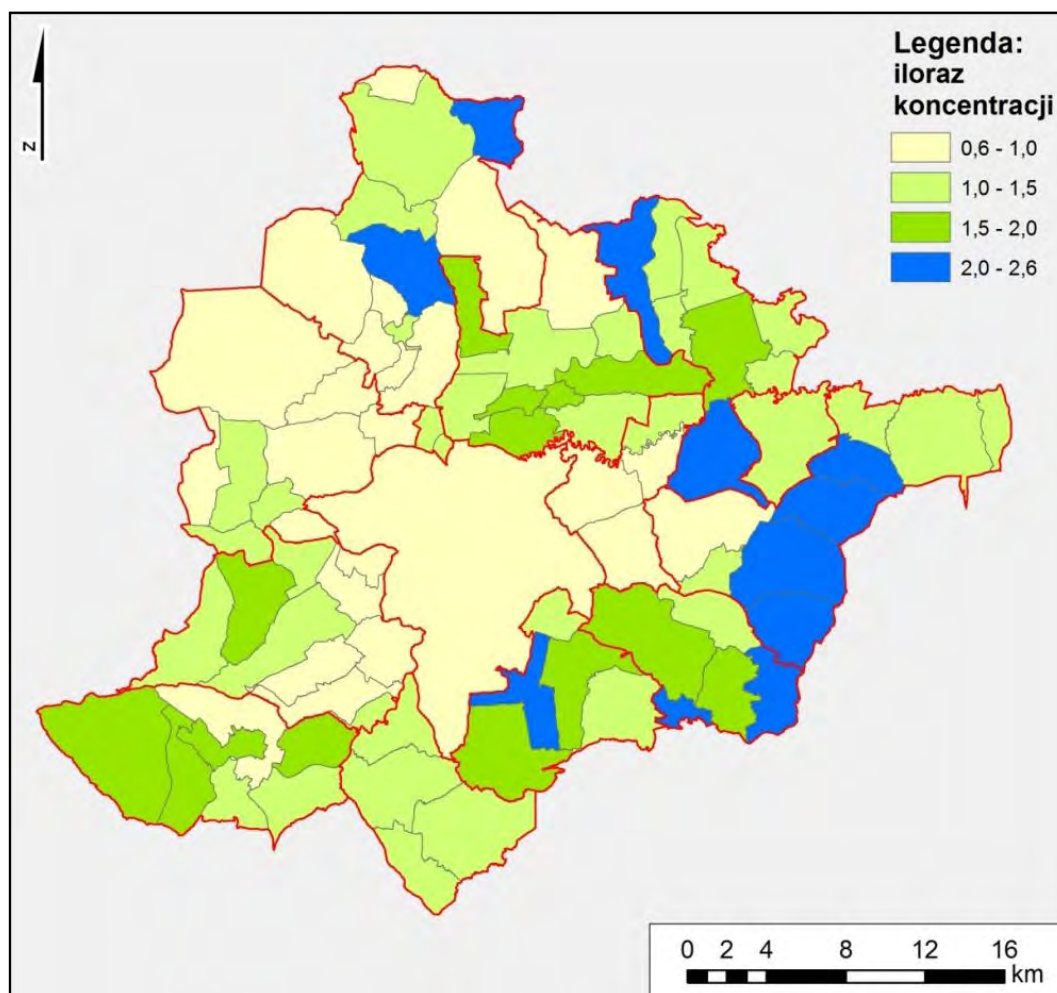 Legenda:
iloraz
koncentracji
0,6 - 1,0
1,0 - 1,5
1,5 - 2,0
2,0 - 2,6
N
0 2 4 8 12 16
km